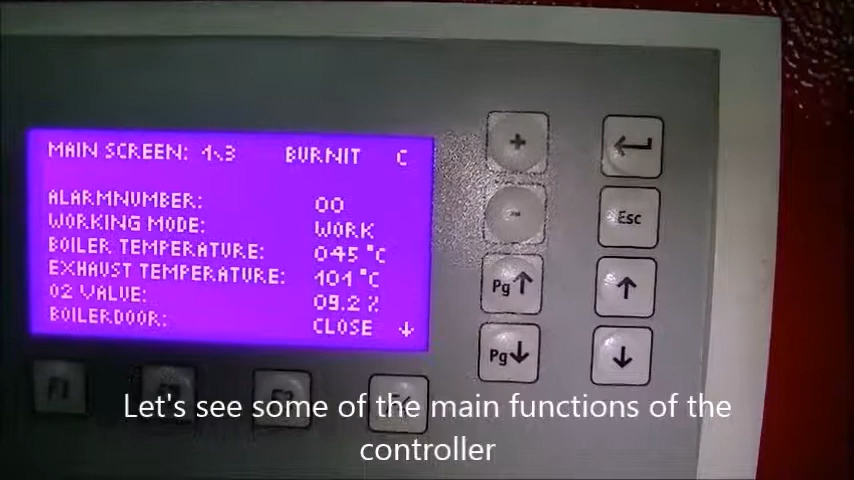 MAIN SCREEN: 1\3 BURNIT C
ALARMNUMBER: 00
WORKING MODE: WORK
BOILER TEMPERATURE: 045 °C
EXHAUST TEMPERATURE: 101 °C
O2 VALUE: 09.2 %
BOILERDOOR: CLOSE ↓
+
-
Esc
Pg↑
↑
Pg↓
↓
F1
Let's see some of the main functions of the
controller